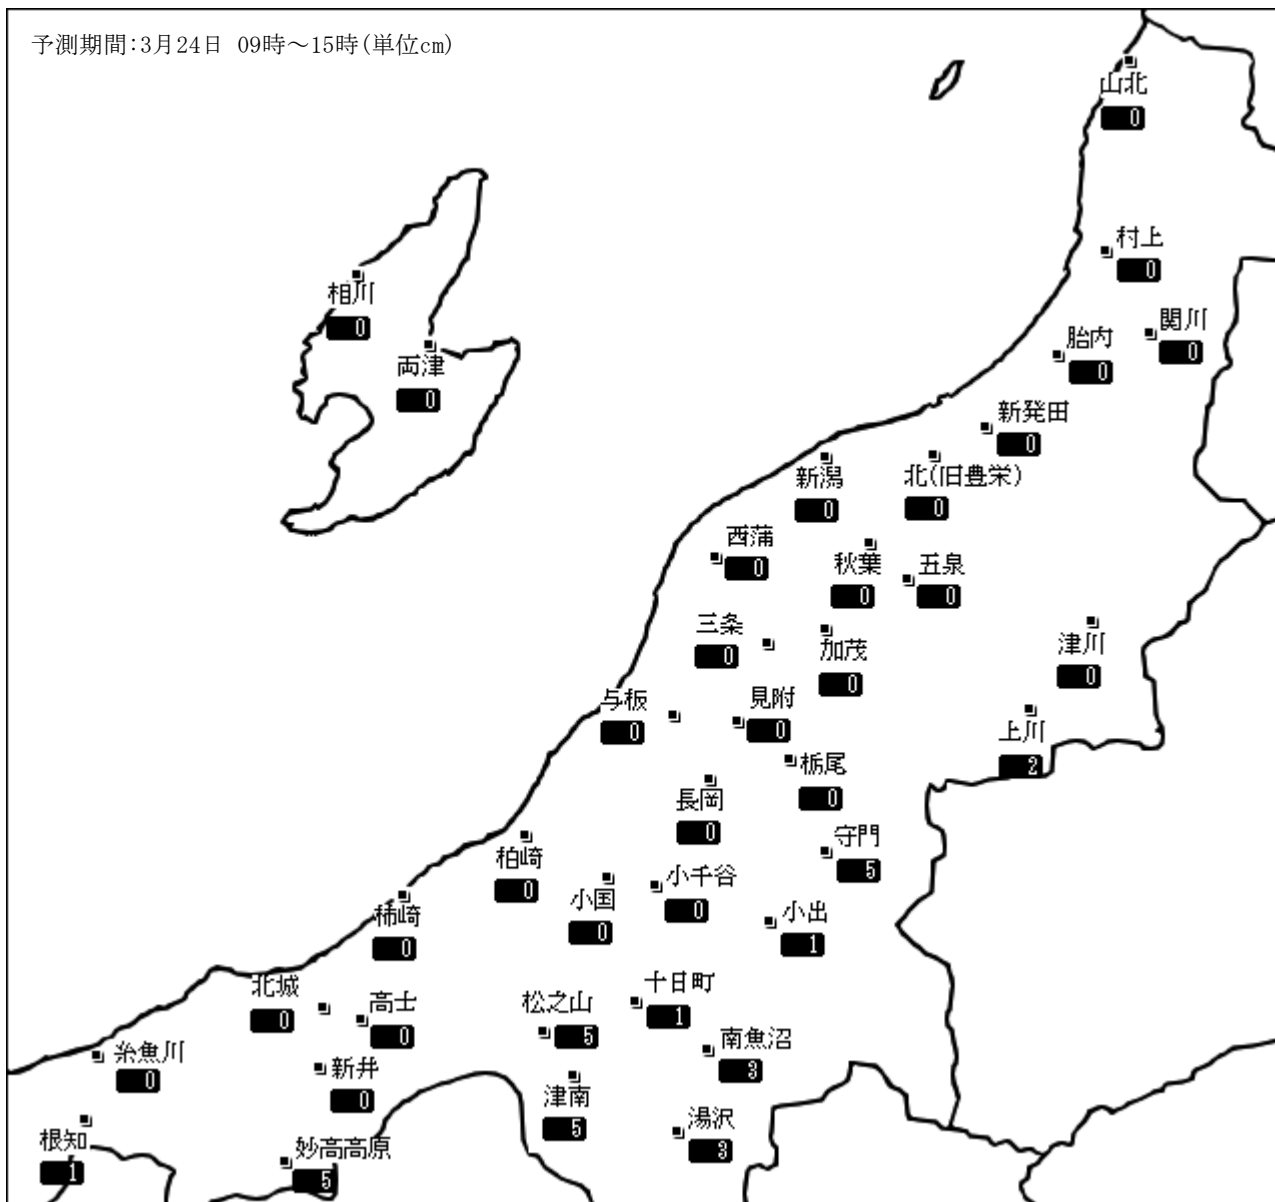 予測期間:3月24日 09時～15時(単位cm)
山北
0
村上
0
相川
0
関川
0
胎内
0
両津
0
新発田
0
新潟
0
北(旧豊栄)
0
西蒲
0
秋葉
0
五泉
0
三条
0
加茂
0
津川
0
与板
0
見附
0
上川
2
栃尾
0
長岡
0
守門
5
柏崎
0
小千谷
0
小国
0
小出
1
柿崎
0
北城
0
高士
0
松之山
5
十日町
1
南魚沼
3
糸魚川
0
新井
0
津南
5
湯沢
3
根知
1
妙高高原
5